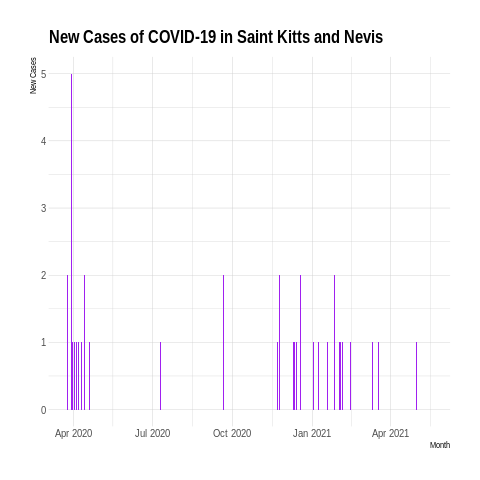 New Cases of COVID-19 in Saint Kitts and Nevis
New Cases
5
4
3
2
1
0
Apr 2020 Jul 2020 Oct 2020 Jan 2021 Apr 2021
Month